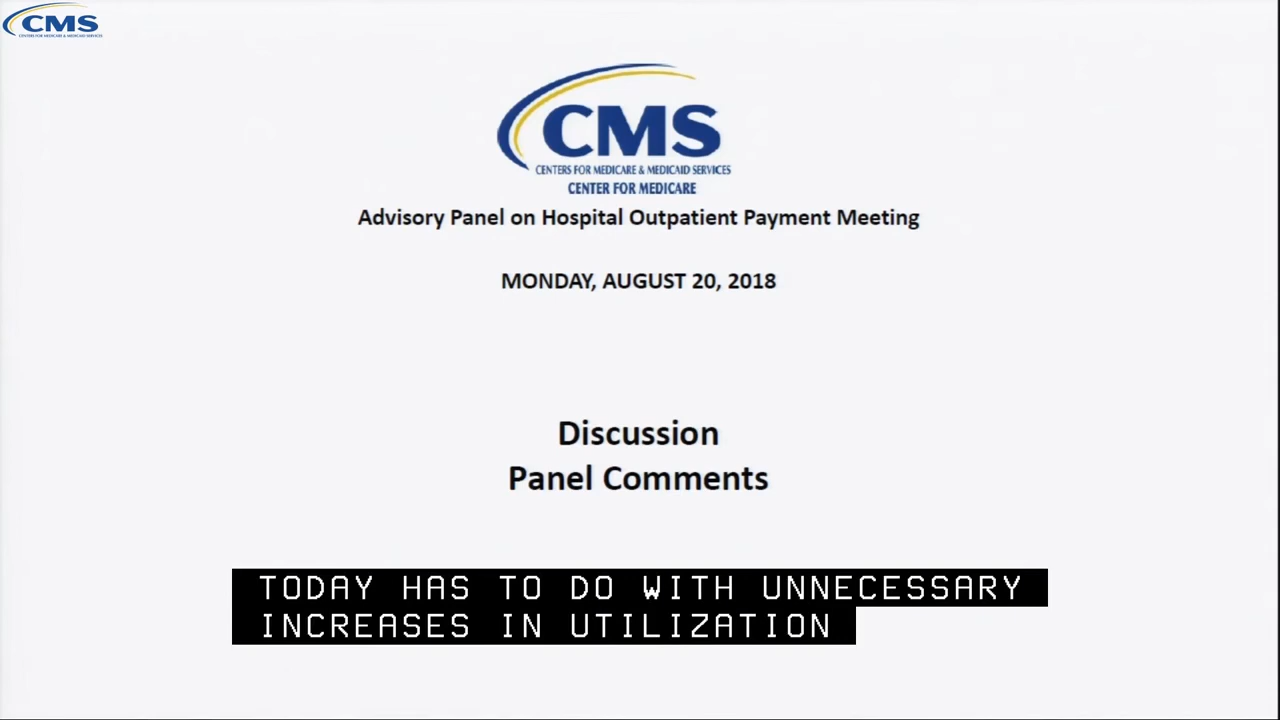 CMS
CENTERS FOR MEDICARE & MEDICAID SERVICES
CMS
CENTERS FOR MEDICARE & MEDICAID SERVICES
CENTER FOR MEDICARE
Advisory Panel on Hospital Outpatient Payment Meeting
MONDAY, AUGUST 20, 2018
Discussion
Panel Comments
TODAY HAS TO DO WITH UNNECESSARY
INCREASES IN UTILIZATION